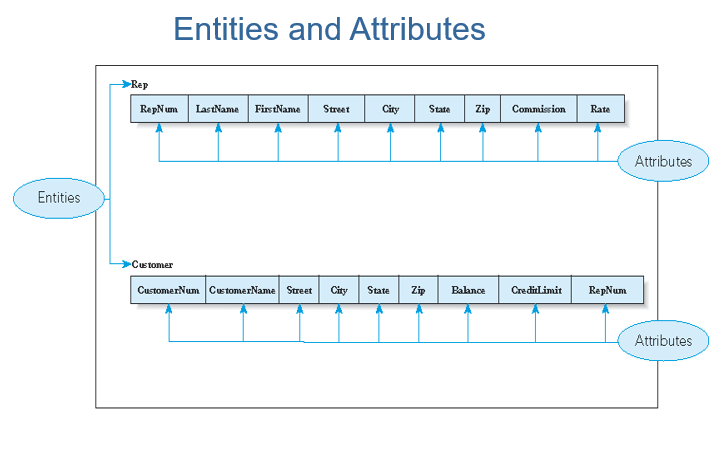 Entities and Attributes
Rep
RepNum LastName FirstName Street City State Zip Commission Rate
Attributes
Entities
Customer
CustomerNum CustomerName Street City State Zip Balance CreditLimit RepNum
Attributes